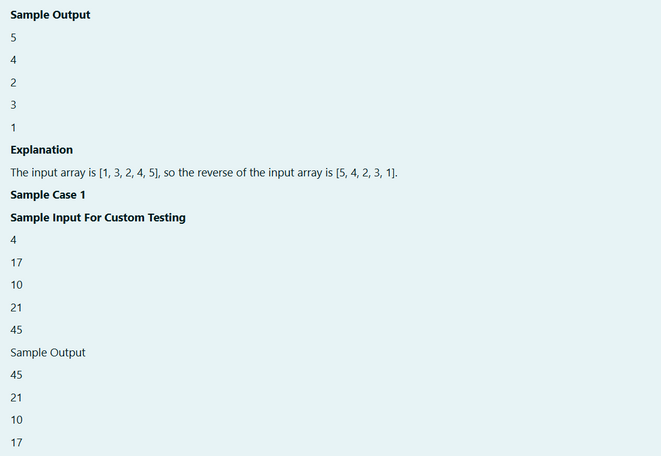 Sample Output
5
4
2
3
1
Explanation
The input array is [1, 3, 2, 4, 5], so the reverse of the input array is [5, 4, 2, 3, 1].
Sample Case 1
Sample Input For Custom Testing
4
17
10
21
45
Sample Output
45
21
10
17